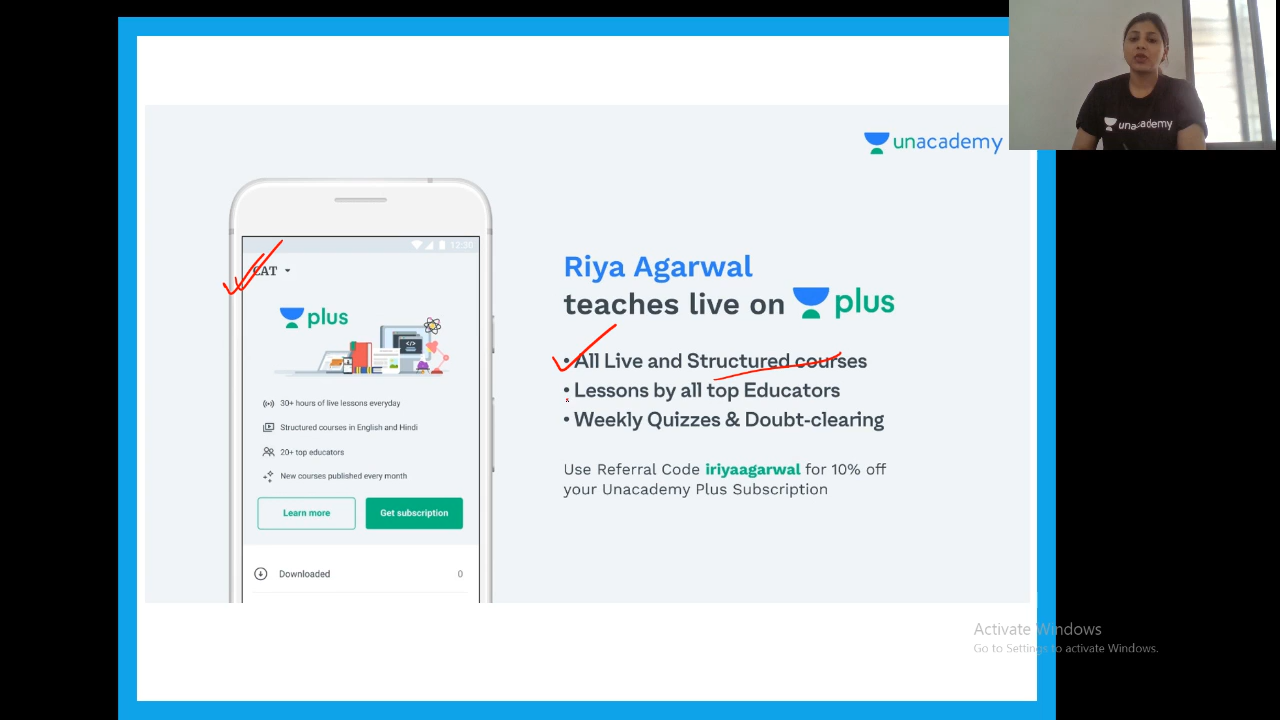 unacademy
unacademy
12:30
CAT
plus
30+ hours of live lessons everyday
Structured courses in English and Hindi
20+ top educators
New courses published every month
Learn more
Get subscription
Downloaded 0
Riya Agarwal
teaches live on plus
• All Live and Structured courses
• Lessons by all top Educators
• Weekly Quizzes & Doubt-clearing
Use Referral Code iriyaagarwal for 10% off
your Unacademy Plus Subscription
Activate Windows
Go to Settings to activate Windows.